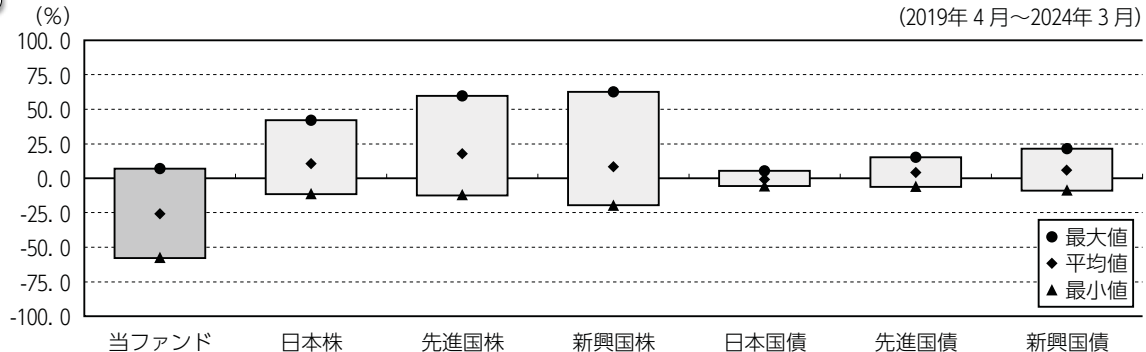 (%)
(2019年4月～2024年3月)
100.0
75.0
50.0
25.0
0.0
-25.0
-50.0
-75.0
-100.0
● 最大値
◆ 平均値
▲ 最小値
当ファンド 日本株 先進国株 新興国株 日本国債 先進国債 新興国債